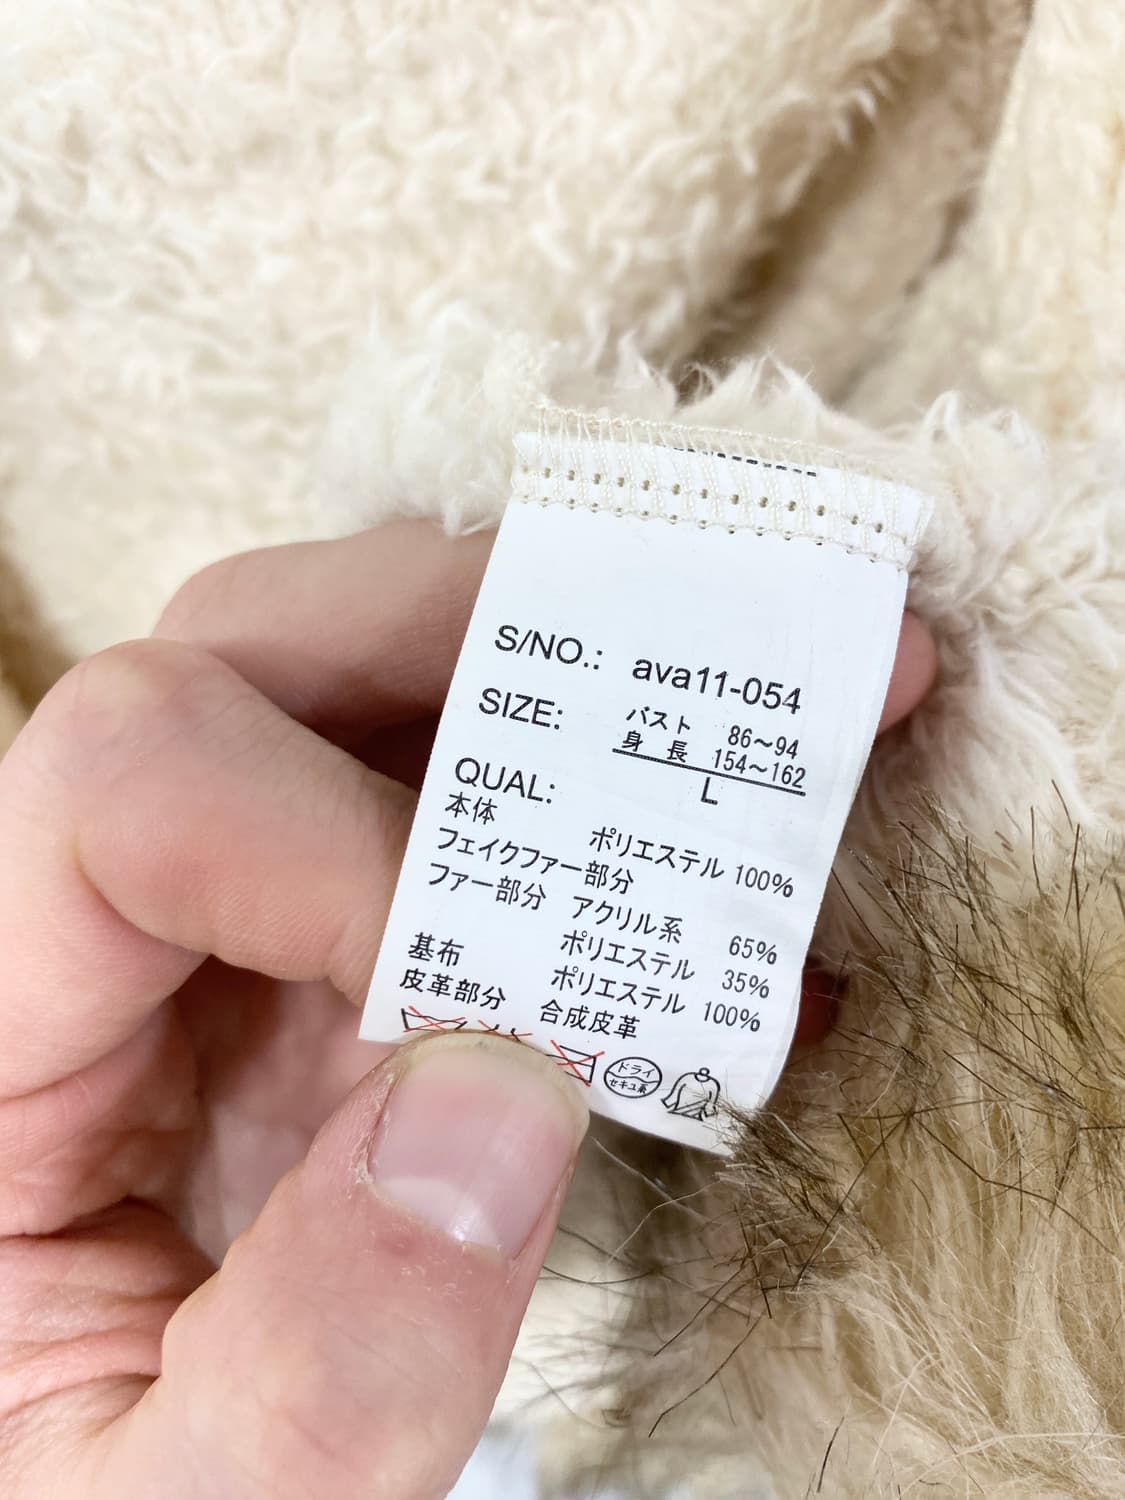 S/NO.: ava11-054
SIZE: バスト 86～94
身 長 154～162
L
QUAL:
本体 ポリエステル 100%
フェイクファー部分
ファー部分 アクリル系 65%
ポリエステル 35%
基布 ポリエステル 100%
皮革部分 合成皮革
ドライ
セキユ系